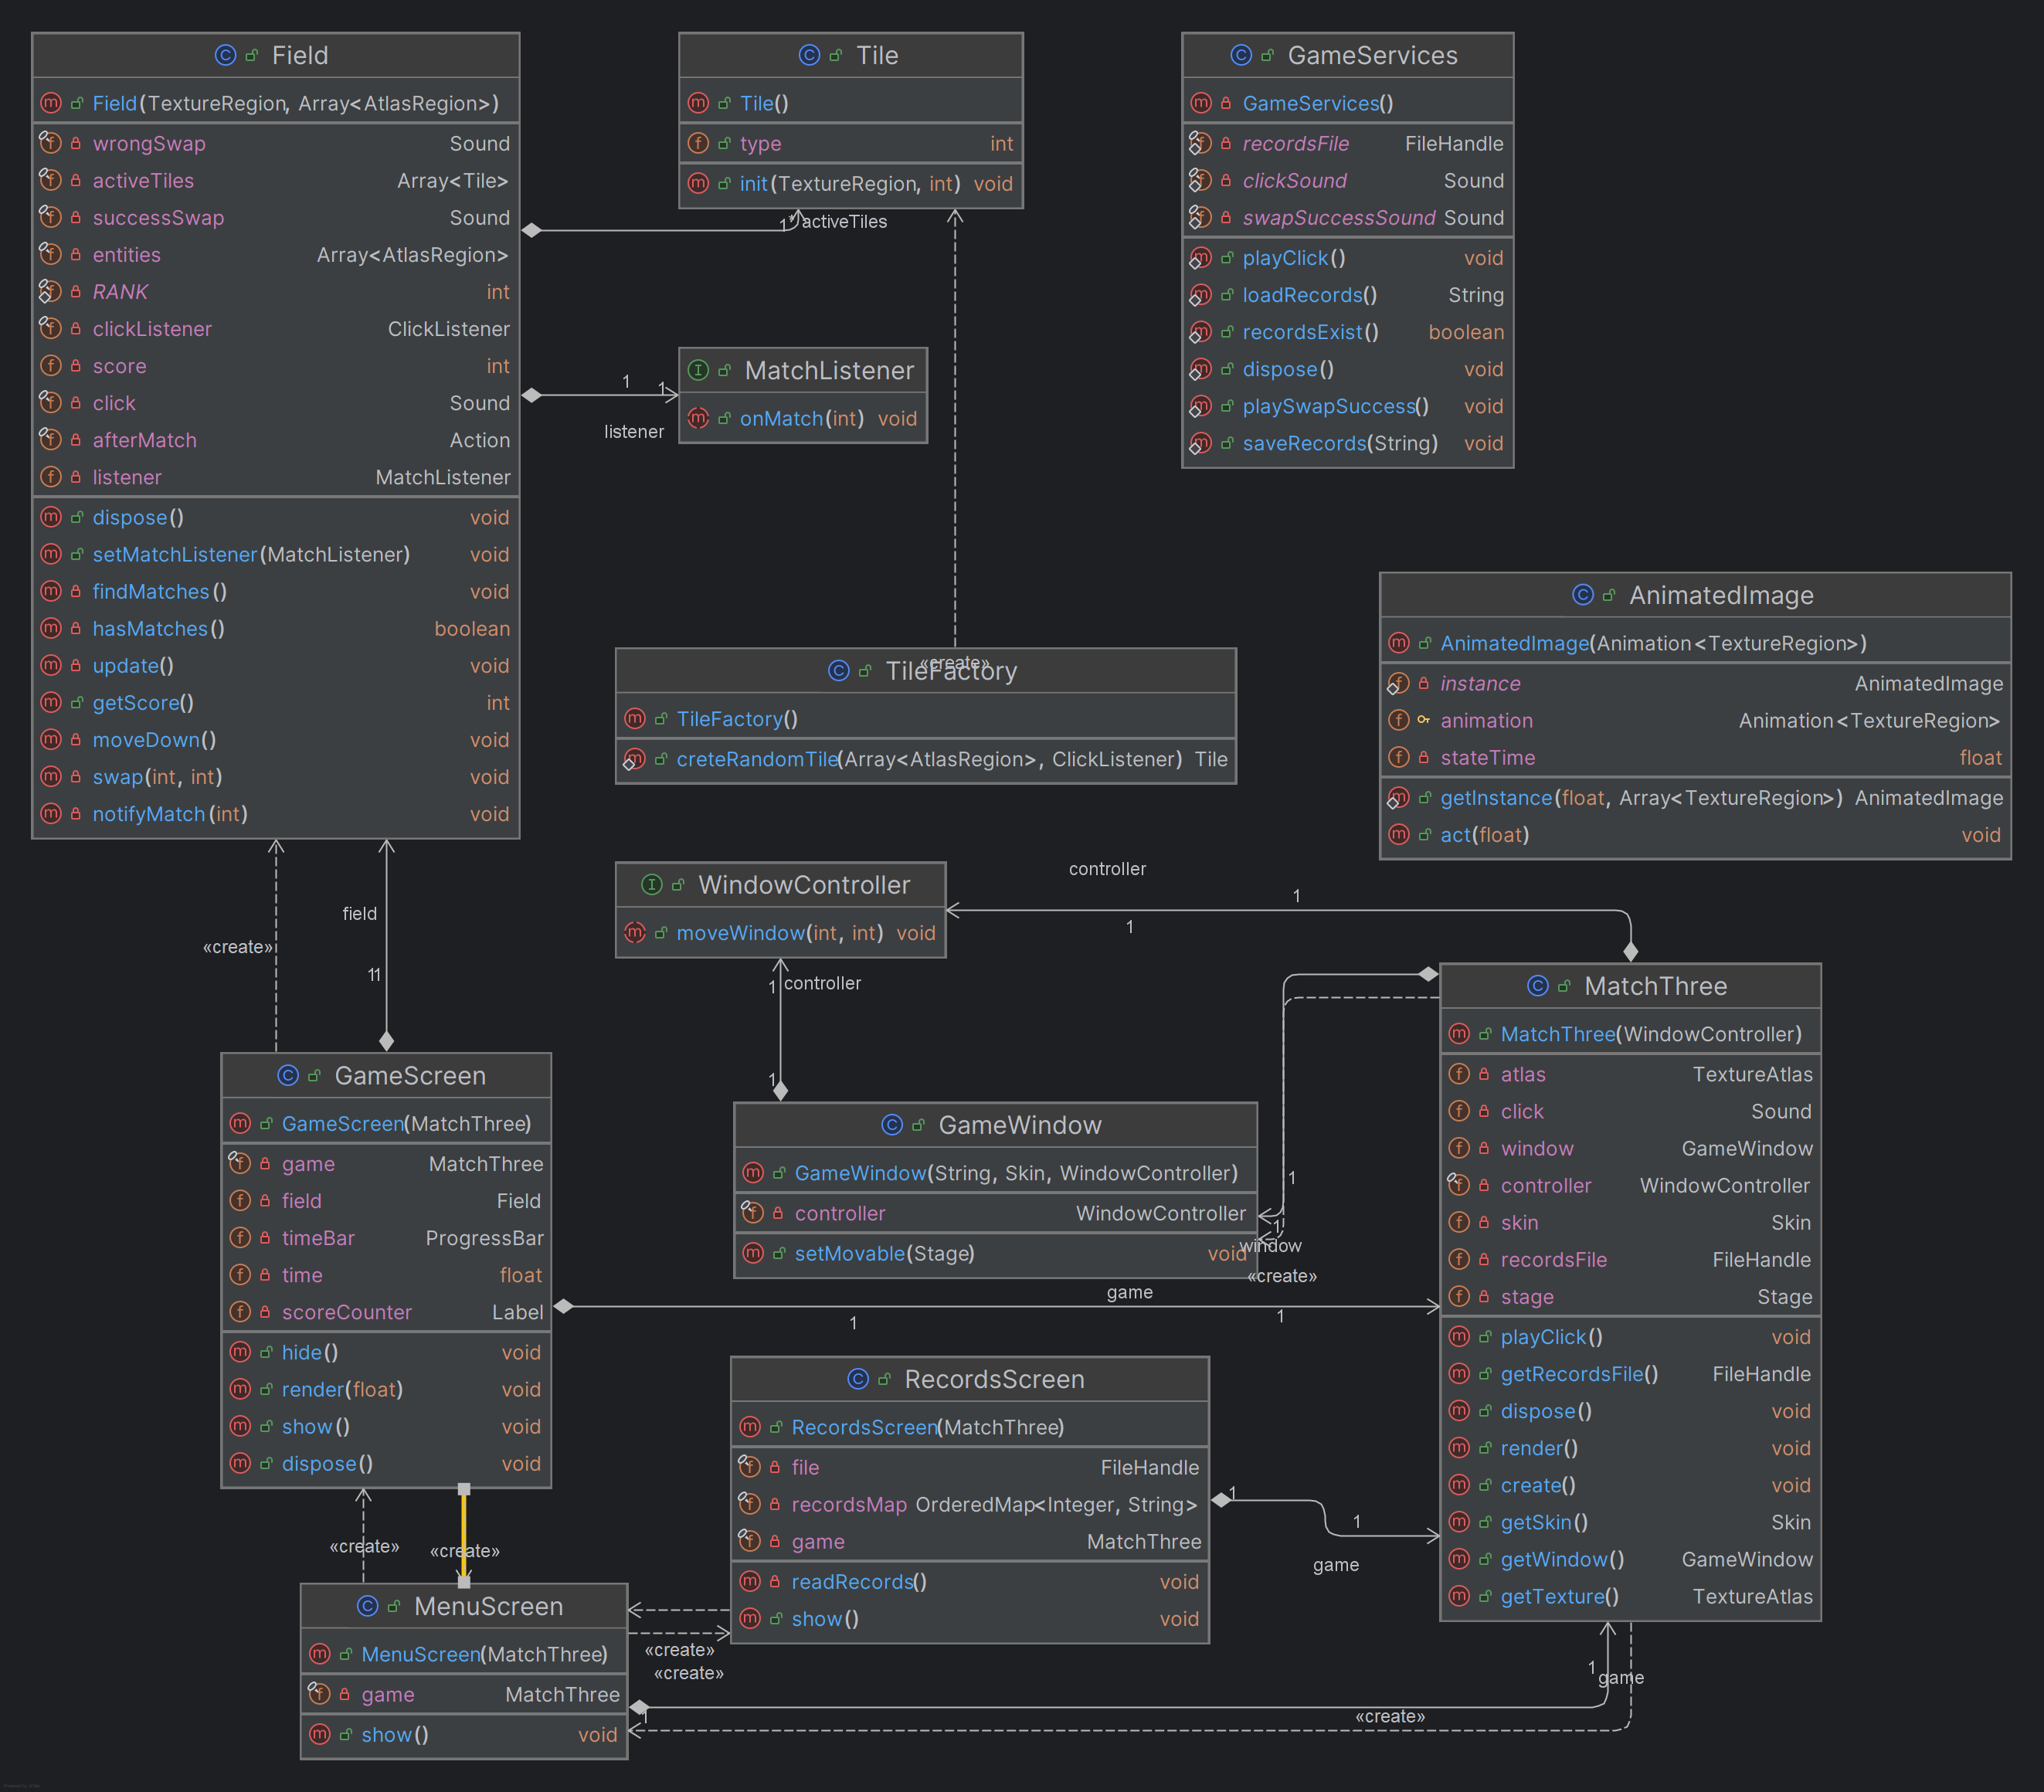 Field
Field(TextureRegion, Array<AtlasRegion>)
wrongSwap Sound
activeTiles Array<Tile>
successSwap Sound
entities Array<AtlasRegion>
RANK int
clickListener ClickListener
score int
click Sound
afterMatch Action
listener MatchListener
dispose() void
setMatchListener(MatchListener) void
findMatches() void
hasMatches() boolean
update() void
getScore() int
moveDown() void
swap(int, int) void
notifyMatch(int) void
Tile
Tile()
type int
init(TextureRegion, int) void
1 * activeTiles
GameServices
GameServices()
recordsFile FileHandle
clickSound Sound
swapSuccessSound Sound
playClick() void
loadRecords() String
recordsExist() boolean
dispose() void
playSwapSuccess() void
saveRecords(String) void
MatchListener
onMatch(int) void
1 1
listener
«create»
TileFactory
TileFactory()
creteRandomTile(Array<AtlasRegion>, ClickListener) Tile
AnimatedImage
AnimatedImage(Animation<TextureRegion>)
instance AnimatedImage
animation Animation<TextureRegion>
stateTime float
getInstance(float, Array<TextureRegion>) AnimatedImage
act(float) void
WindowController
moveWindow(int, int) void
controller
1
1
field
«create»
11
1 controller
1
MatchThree
MatchThree(WindowController)
atlas TextureAtlas
click Sound
window GameWindow
controller WindowController
skin Skin
recordsFile FileHandle
stage Stage
playClick() void
getRecordsFile() FileHandle
dispose() void
render() void
create() void
getSkin() Skin
getWindow() GameWindow
getTexture() TextureAtlas
GameScreen
GameScreen(MatchThree)
game MatchThree
field Field
timeBar ProgressBar
time float
scoreCounter Label
hide() void
render(float) void
show() void
dispose() void
GameWindow
GameWindow(String, Skin, WindowController)
controller WindowController
setMovable(Stage) void
1
1
window
«create»
game
1 1
RecordsScreen
RecordsScreen(MatchThree)
file FileHandle
recordsMap OrderedMap<Integer, String>
game MatchThree
readRecords() void
show() void
1
1
game
«create» «create»
MenuScreen
MenuScreen(MatchThree)
game MatchThree
show() void
«create»
«create»
1 game
1
«create»